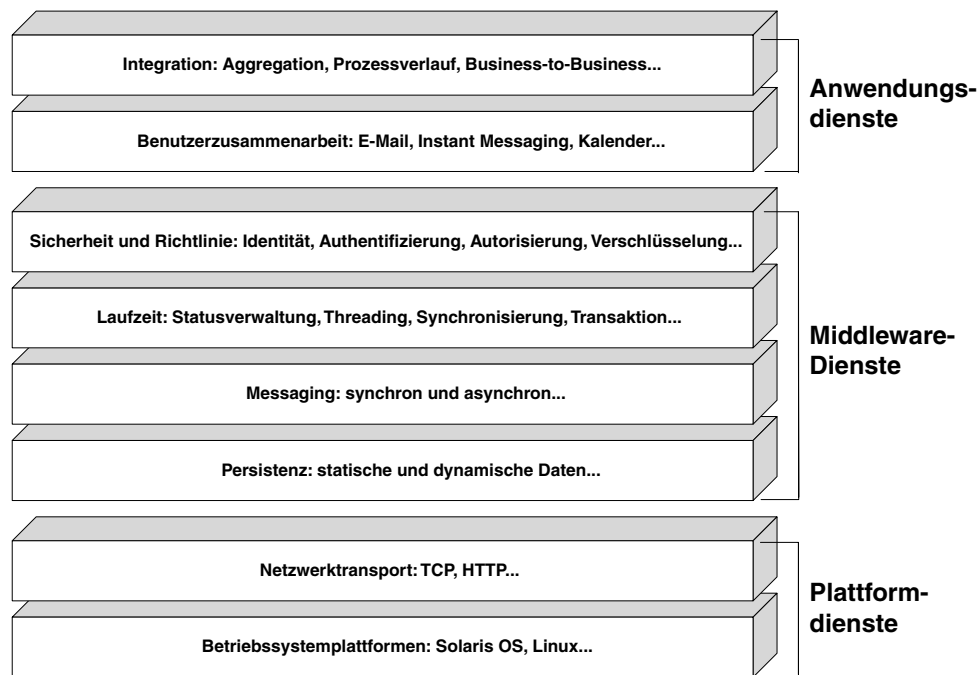 Integration: Aggregation, Prozessverlauf, Business-to-Business...
Benutzerzusammenarbeit: E-Mail, Instant Messaging, Kalender...
Anwendungs-
dienste
Sicherheit und Richtlinie: Identität, Authentifizierung, Autorisierung, Verschlüsselung...
Laufzeit: Statusverwaltung, Threading, Synchronisierung, Transaktion...
Messaging: synchron und asynchron...
Persistenz: statische und dynamische Daten...
Middleware-
Dienste
Netzwerktransport: TCP, HTTP...
Betriebssystemplattformen: Solaris OS, Linux...
Plattform-
dienste